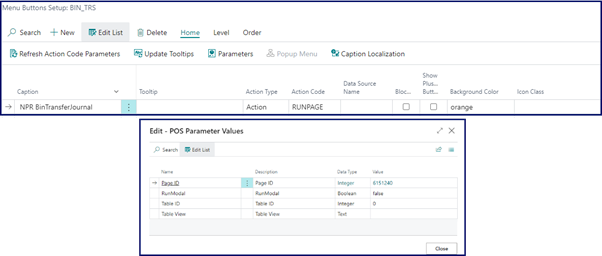 Menu Buttons Setup: BIN_TRS
Search New Edit List Delete Home Level Order
Refresh Action Code Parameters Update Tooltips Parameters Popup Menu Caption Localization
Caption Tooltip Action Type Action Code Data Source Name Bloc... Show Plus... Butt... Background Color Icon Class
NPR BinTransferJournal Action RUNPAGE orange
Edit - POS Parameter Values
Search Edit List
Name Description Data Type Value
Page ID Page ID Integer 6151240
RunModal RunModal Boolean false
Table ID Table ID Integer 0
Table View Table View Text
Close